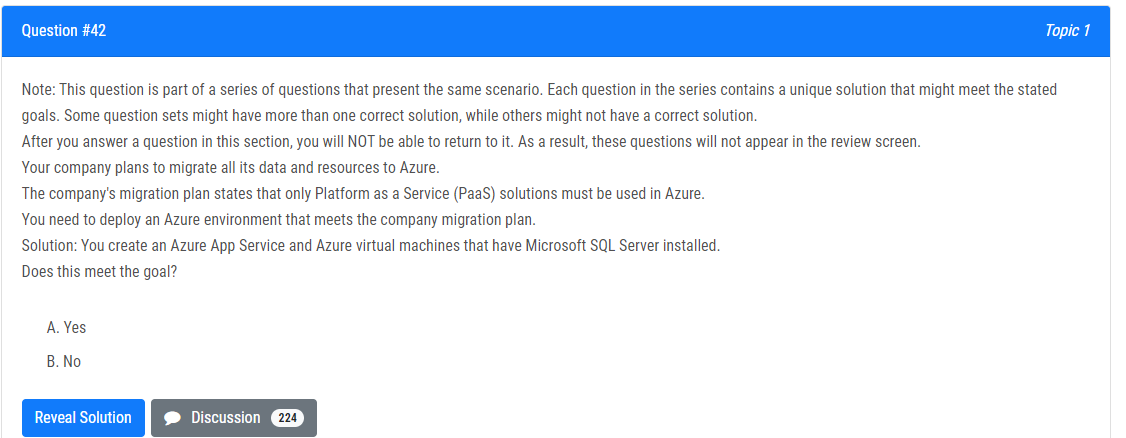 Question #42
Topic 1
Note: This question is part of a series of questions that present the same scenario. Each question in the series contains a unique solution that might meet the stated
goals. Some question sets might have more than one correct solution, while others might not have a correct solution.
After you answer a question in this section, you will NOT be able to return to it. As a result, these questions will not appear in the review screen.
Your company plans to migrate all its data and resources to Azure.
The company's migration plan states that only Platform as a Service (PaaS) solutions must be used in Azure.
You need to deploy an Azure environment that meets the company migration plan.
Solution: You create an Azure App Service and Azure virtual machines that have Microsoft SQL Server installed.
Does this meet the goal?
A. Yes
B. No
Reveal Solution
Discussion 224